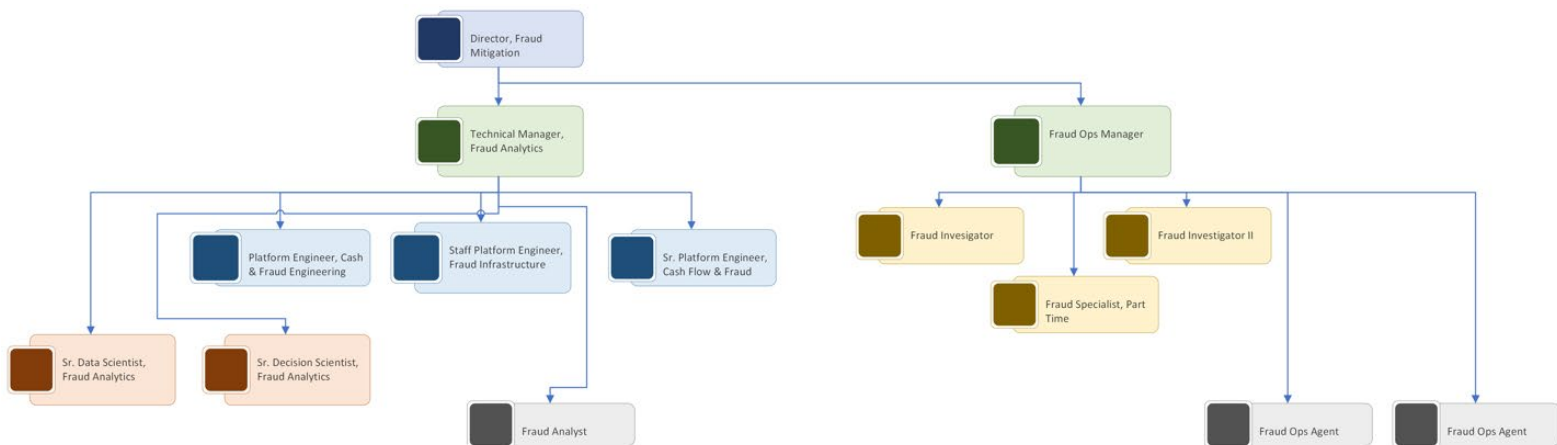 Director, Fraud
Mitigation
Technical Manager,
Fraud Analytics
Fraud Ops Manager
Platform Engineer, Cash
& Fraud Engineering
Staff Platform Engineer,
Fraud Infrastructure
Sr. Platform Engineer,
Cash Flow & Fraud
Fraud Invesigator
Fraud Investigator II
Fraud Specialist, Part
Time
Sr. Data Scientist,
Fraud Analytics
Sr. Decision Scientist,
Fraud Analytics
Fraud Analyst
Fraud Ops Agent
Fraud Ops Agent